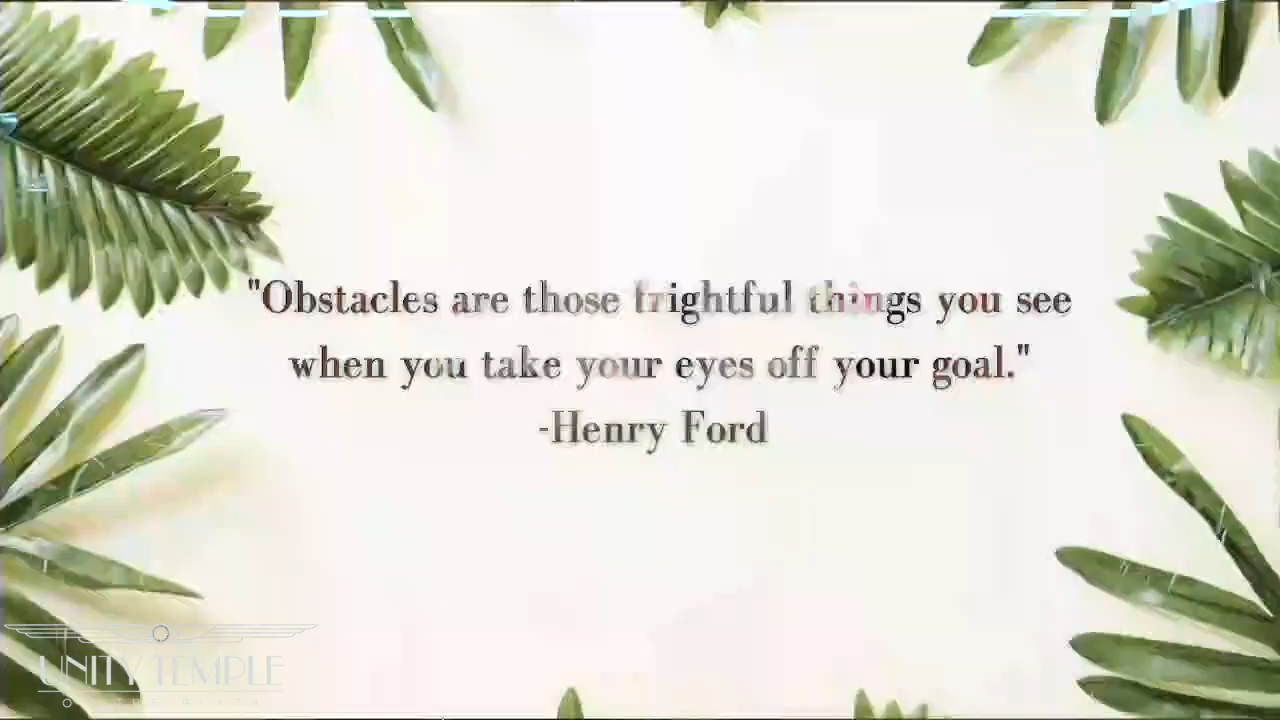 "Obstacles are those frightful things you see
when you take your eyes off your goal."
-Henry Ford
UNITY TEMPLE